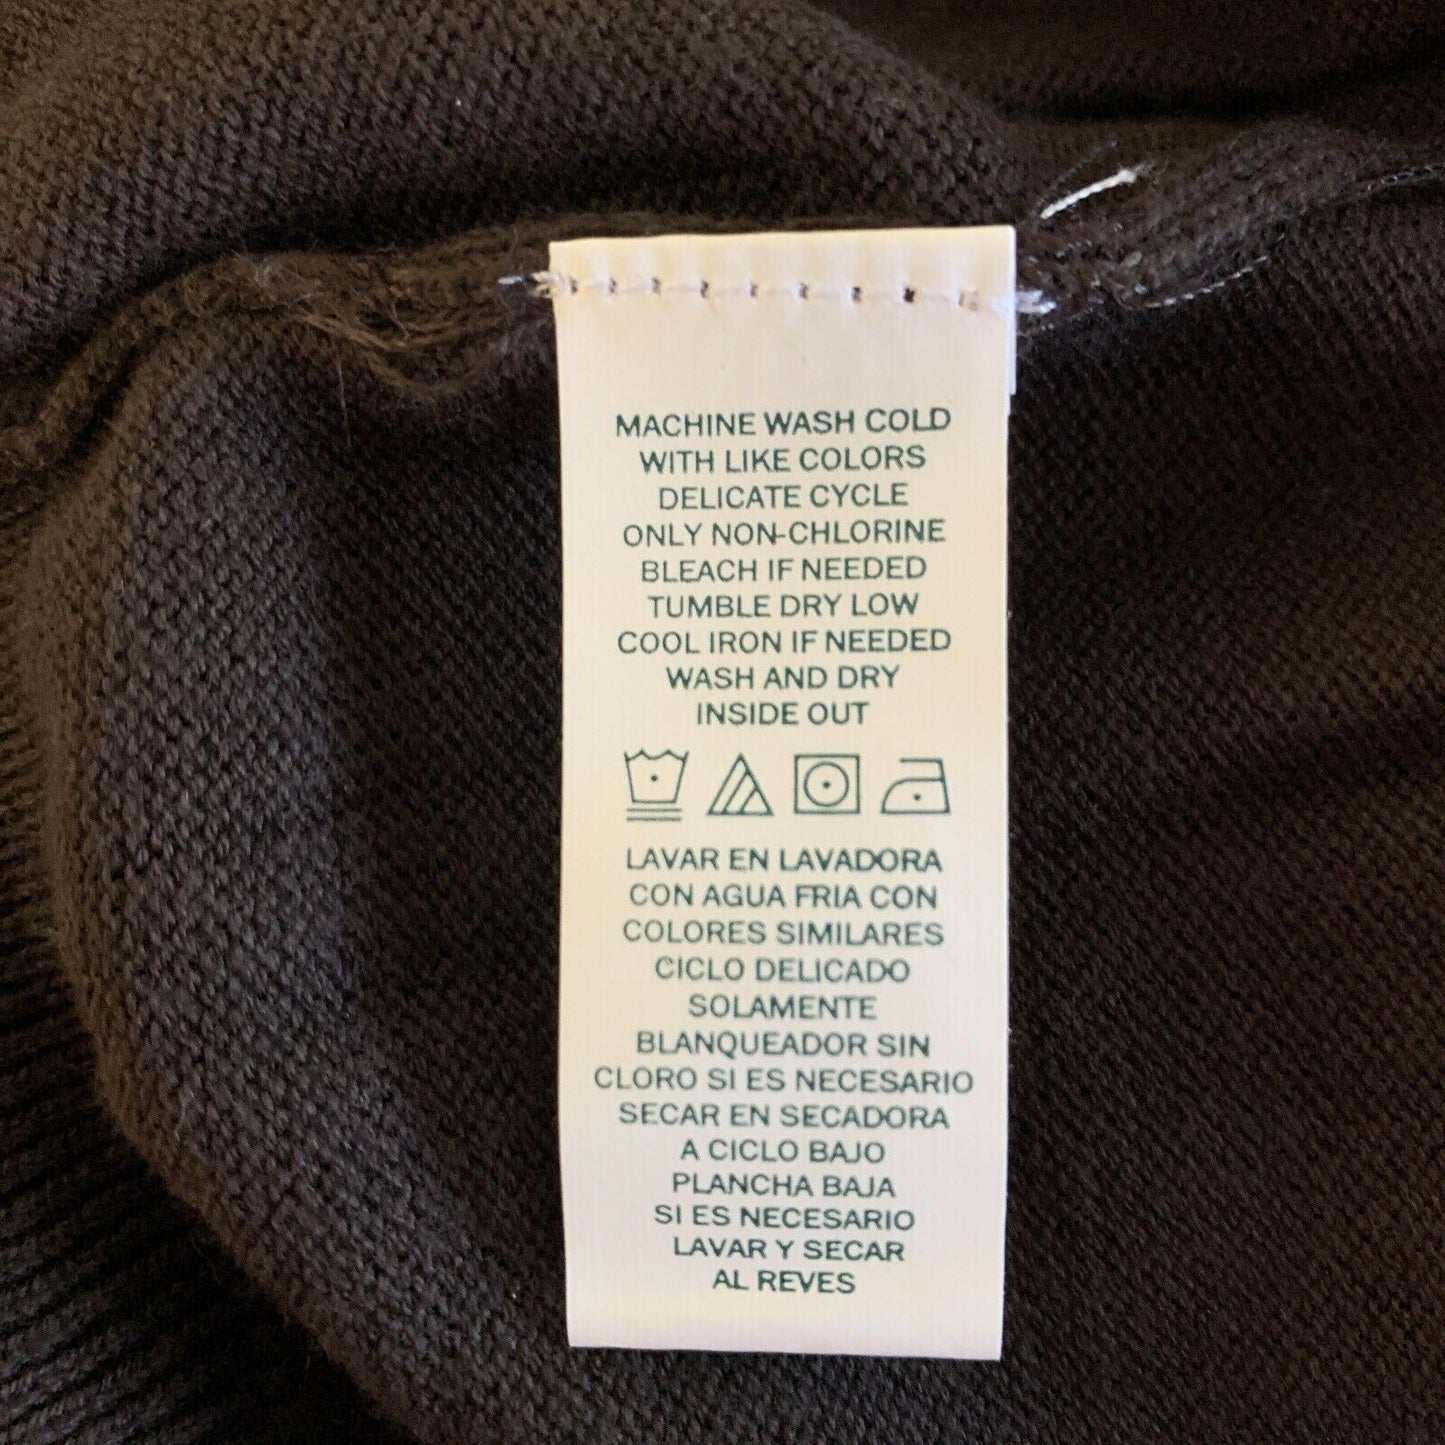 MACHINE WASH COLD
WITH LIKE COLORS
DELICATE CYCLE
ONLY NON-CHLORINE
BLEACH IF NEEDED
TUMBLE DRY LOW
COOL IRON IF NEEDED
WASH AND DRY
INSIDE OUT
LAVAR EN LAVADORA
CON AGUA FRIA CON
COLORES SIMILARES
CICLO DELICADO
SOLAMENTE
BLANQUEADOR SIN
CLORO SI ES NECESARIO
SECAR EN SECADORA
A CICLO BAJO
PLANCHA BAJA
SI ES NECESARIO
LAVAR Y SECAR
AL REVES